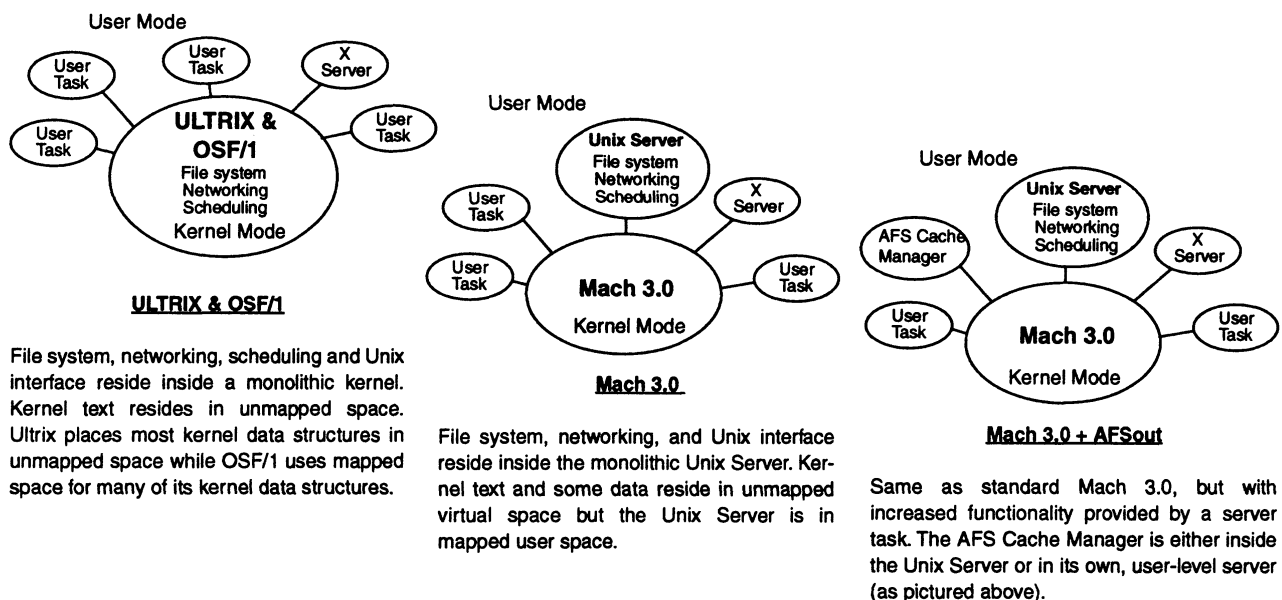 User Mode
User
Task
User
Task
X
Server
User
Task
User
Task
ULTRIX &
OSF/1
File system
Networking
Scheduling
Kernel Mode
ULTRIX & OSF/1
File system, networking, scheduling and Unix
interface reside inside a monolithic kernel.
Kernel text resides in unmapped space.
Ultrix places most kernel data structures in
unmapped space while OSF/1 uses mapped
space for many of its kernel data structures.
User Mode
Unix Server
File system
Networking
Scheduling
User
Task
X
Server
User
Task
User
Task
Mach 3.0
Kernel Mode
Mach 3.0
File system, networking, and Unix interface
reside inside the monolithic Unix Server. Ker-
nel text and some data reside in unmapped
virtual space but the Unix Server is in
mapped user space.
User Mode
Unix Server
File system
Networking
Scheduling
AFS Cache
Manager
X
Server
User
Task
User
Task
Mach 3.0
Kernel Mode
Mach 3.0 + AFSout
Same as standard Mach 3.0, but with
increased functionality provided by a server
task. The AFS Cache Manager is either inside
the Unix Server or in its own, user-level server
(as pictured above).